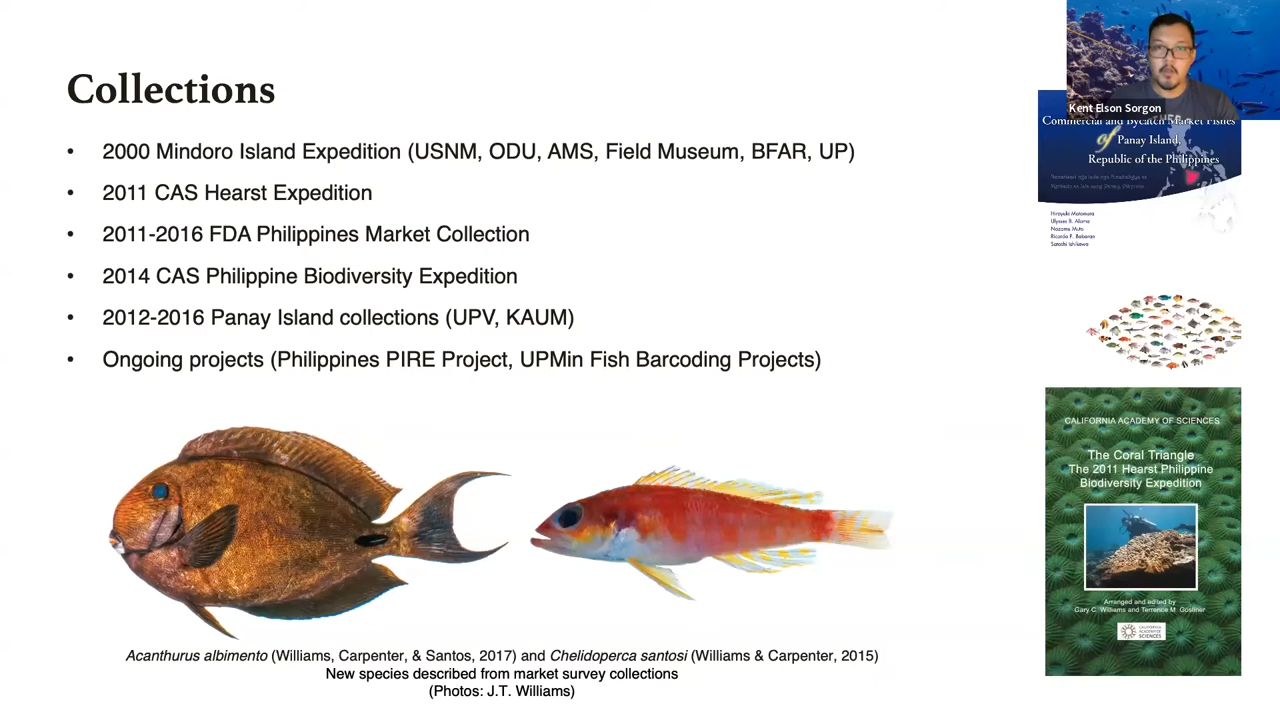 Collections
• 2000 Mindoro Island Expedition (USNM, ODU, AMS, Field Museum, BFAR, UP)
• 2011 CAS Hearst Expedition
• 2011-2016 FDA Philippines Market Collection
• 2014 CAS Philippine Biodiversity Expedition
• 2012-2016 Panay Island collections (UPV, KAUM)
• Ongoing projects (Philippines PIRE Project, UPMin Fish Barcoding Projects)
Acanthurus albimento (Williams, Carpenter, & Santos, 2017) and Chelidoperca santosi (Williams & Carpenter, 2015)
New species described from market survey collections
(Photos: J.T. Williams)
Kent Elson Sorgon
Commercial and Bycatch Market Fishes
of Panay Island,
Republic of the Philippines
Hiroyuki Motomura
Ulysses B. Alama
Nozomu Muto
Ricardo P. Babaran
Satoshi Ishikawa
CALIFORNIA ACADEMY OF SCIENCES
The Coral Triangle
The 2011 Hearst Philippine
Biodiversity Expedition
Arranged and edited by
Gary C. Williams and Terrence M. Gosliner
CALIFORNIA
ACADEMY OF
SCIENCES